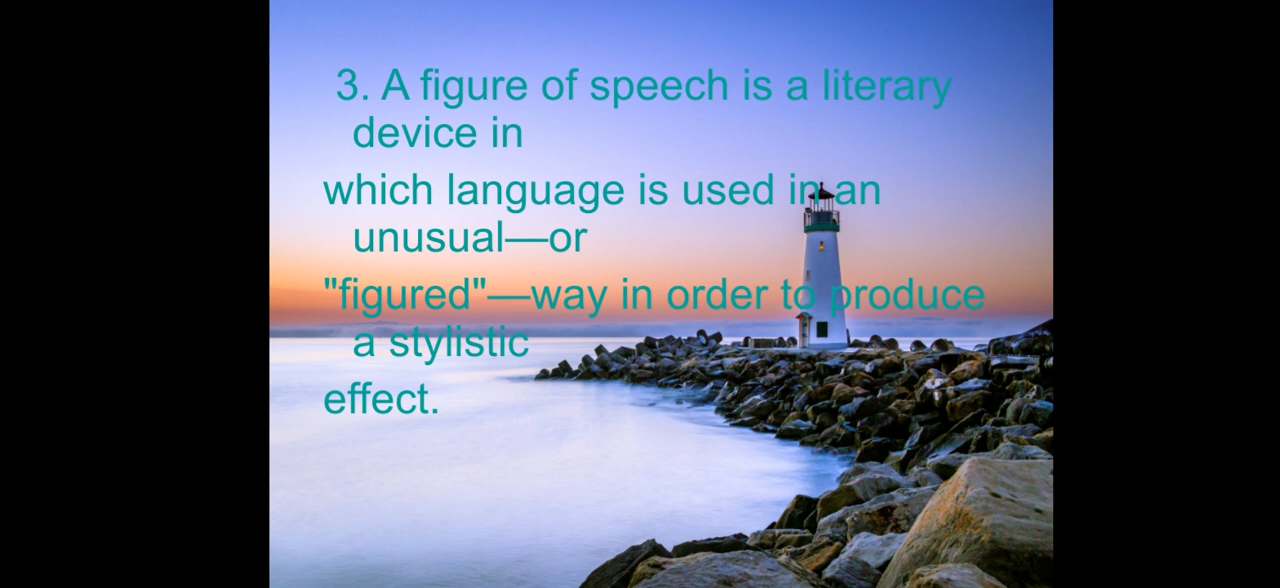 3. A figure of speech is a literary
device in
which language is used in an
unusual—or
"figured"—way in order to produce
a stylistic
effect.